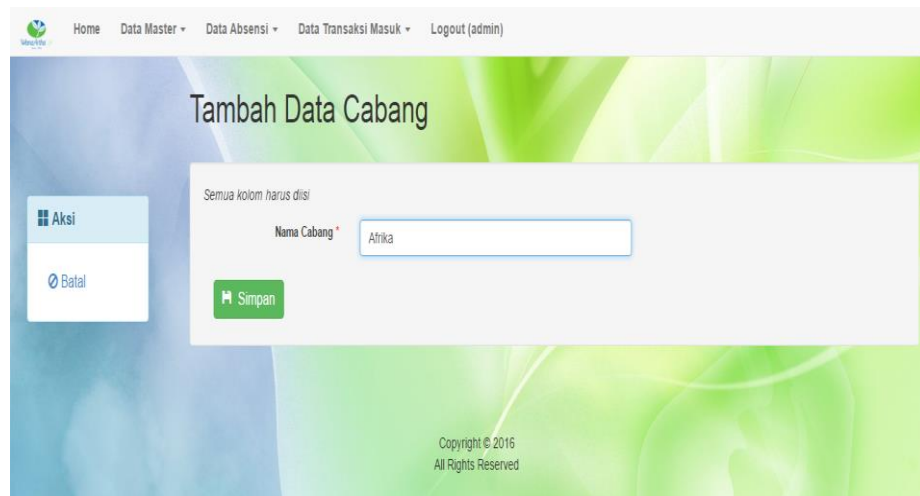 Home Data Master Data Absensi Data Transaksi Masuk Logout (admin)
Tambah Data Cabang
Semua kolom harus diisi
Aksi
Nama Cabang * Afrika
Batal
Simpan
Copyright © 2016
All Rights Reserved